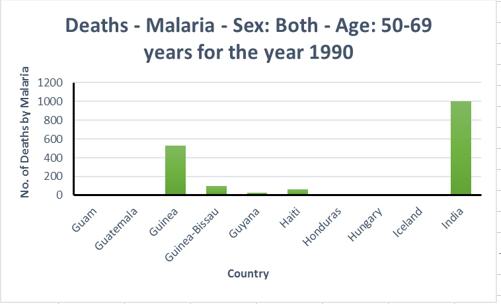 Deaths - Malaria - Sex: Both - Age: 50-69
years for the year 1990
No. of Deaths by Malaria
1200
1000
800
600
400
200
0
Guam
Guatemala
Guinea
Guinea-Bissau
Guyana
Haiti
Honduras
Hungary
Iceland
India
Country